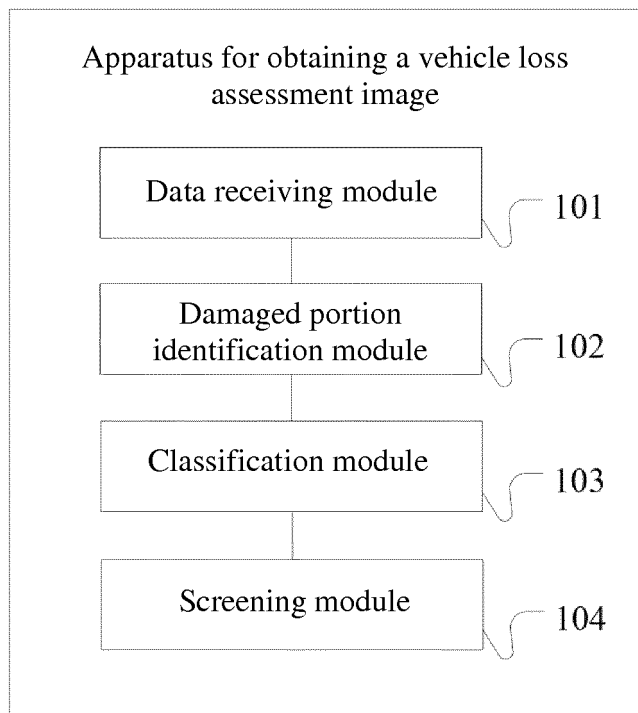 Apparatus for obtaining a vehicle loss
assessment image
Data receiving module
101
Damaged portion
identification module
102
Classification module
103
Screening module
104